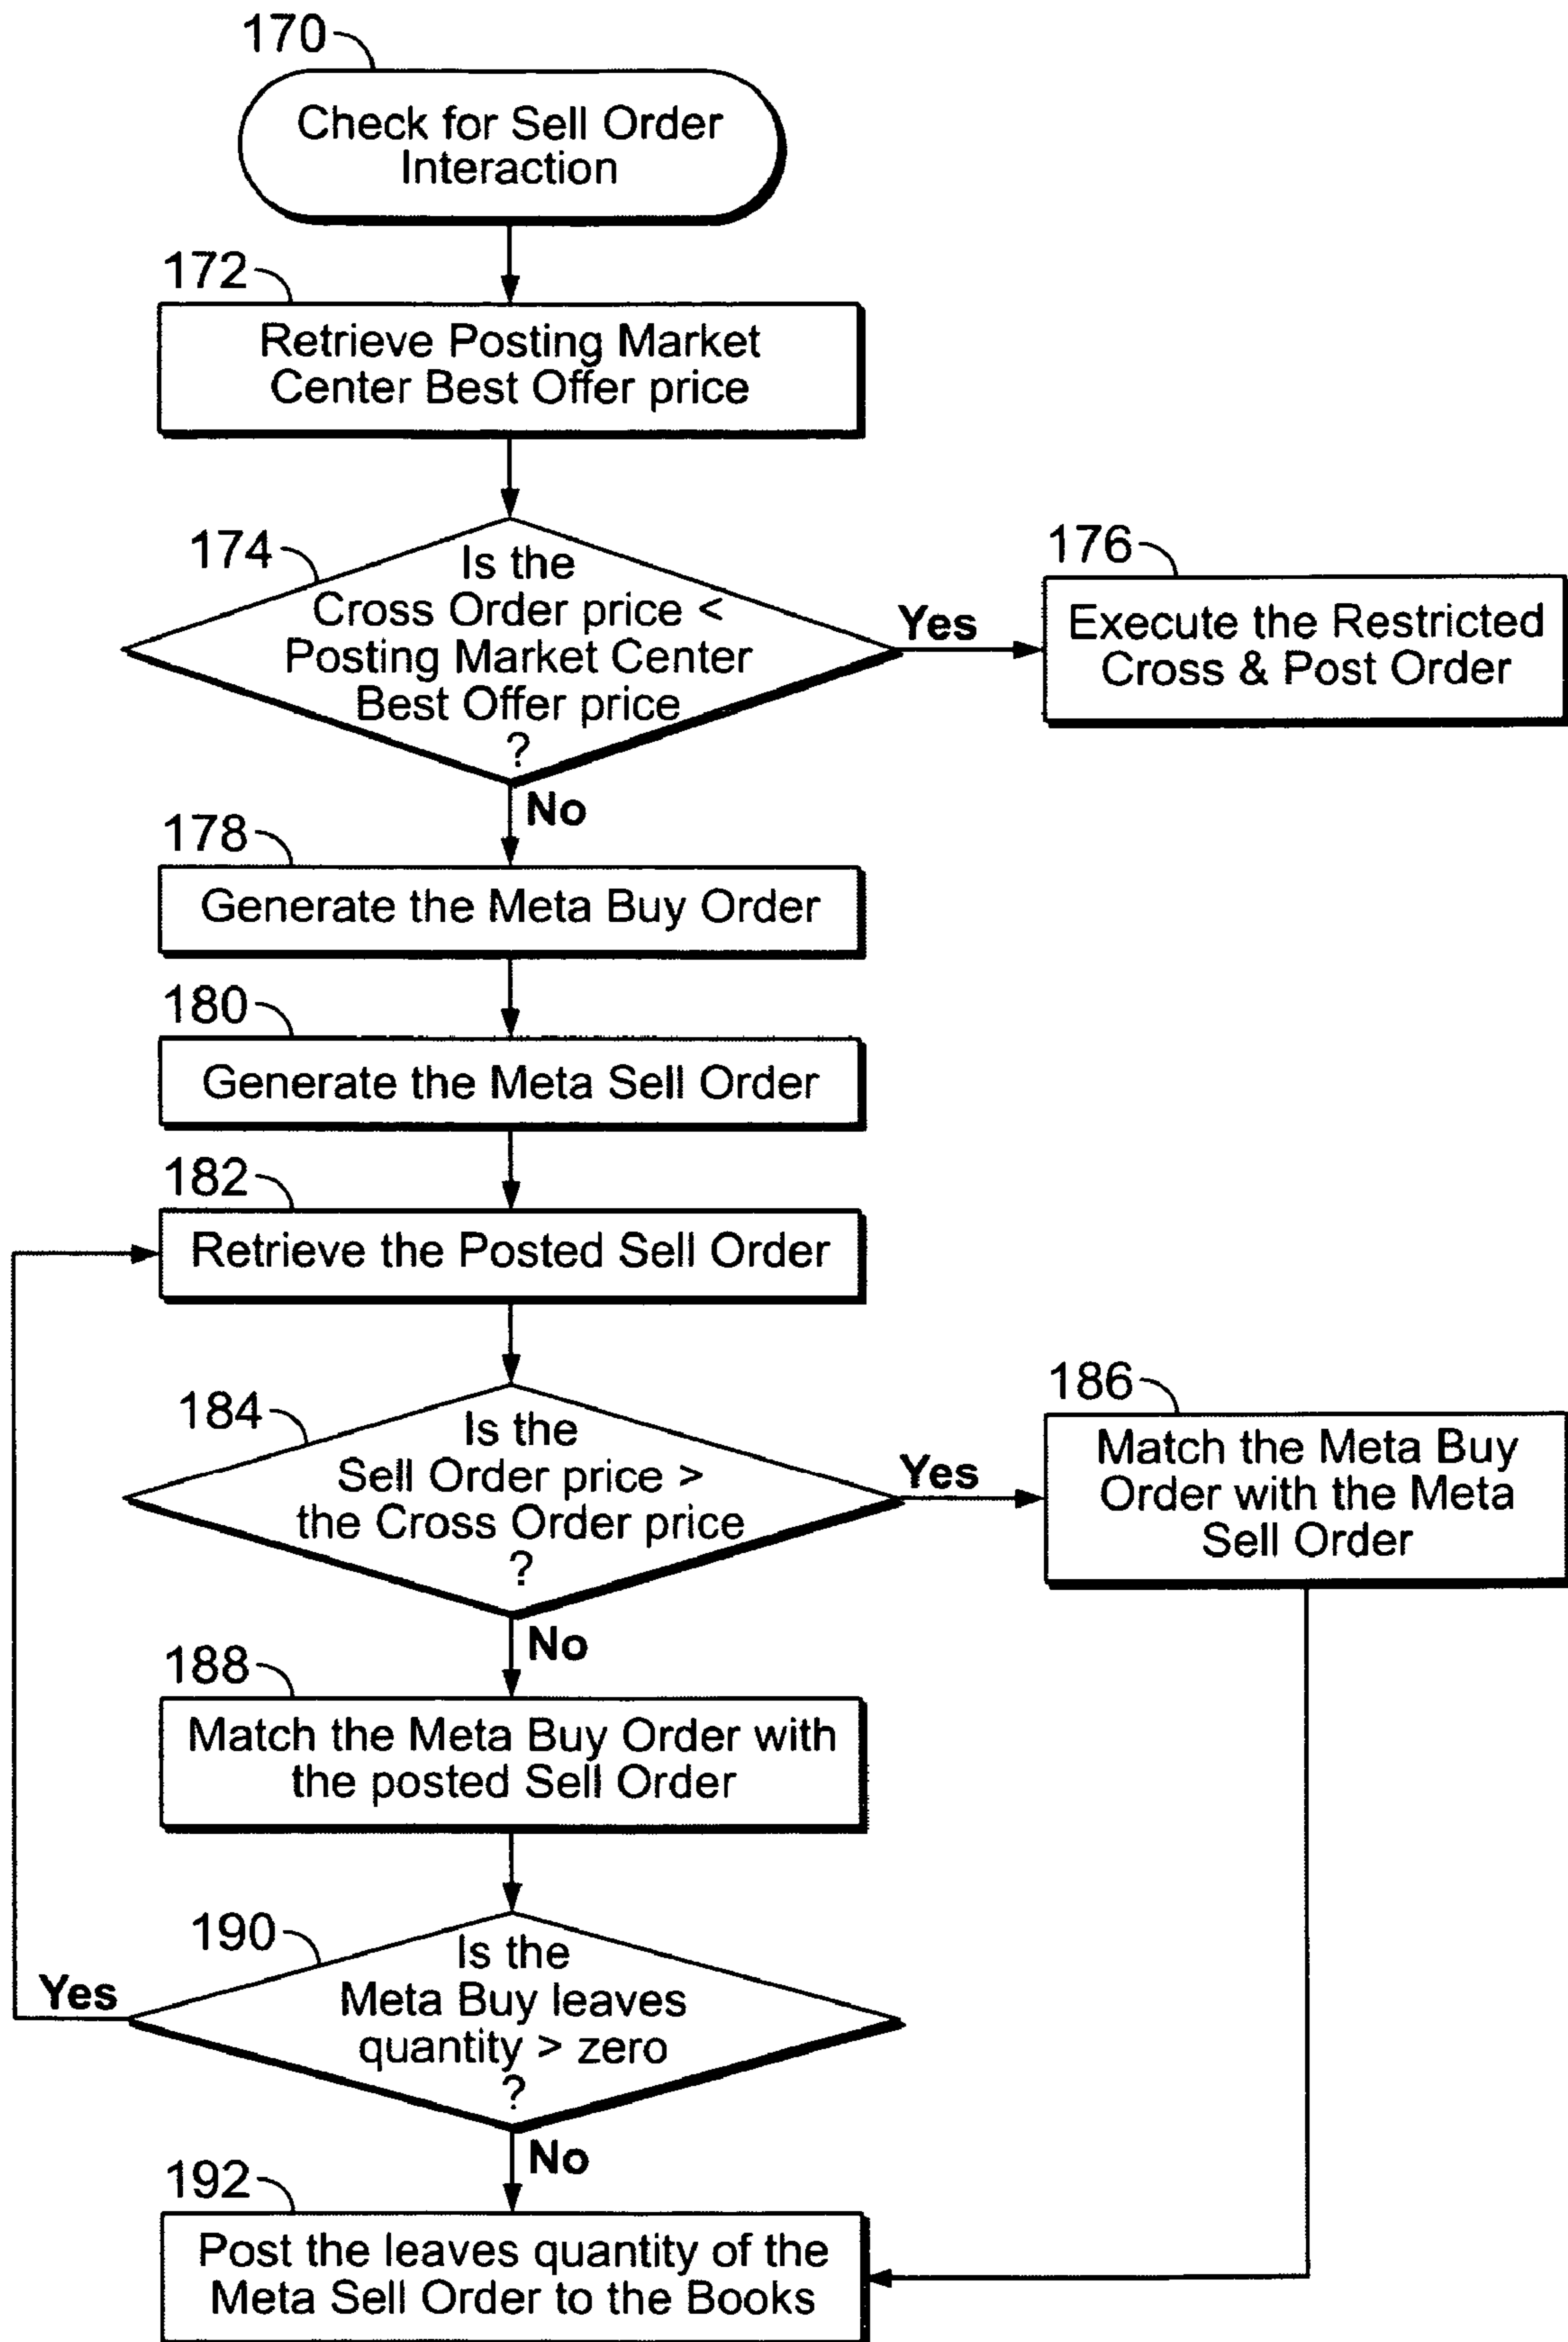 170
Check for Sell Order
Interaction
172
Retrieve Posting Market
Center Best Offer price
174
Is the
Cross Order price <
Posting Market Center
Best Offer price
?
Yes
176
Execute the Restricted
Cross & Post Order
No
178
Generate the Meta Buy Order
180
Generate the Meta Sell Order
182
Retrieve the Posted Sell Order
184
Is the
Sell Order price >
the Cross Order price
?
Yes
186
Match the Meta Buy
Order with the Meta
Sell Order
No
188
Match the Meta Buy Order with
the posted Sell Order
190
Is the
Meta Buy leaves
quantity > zero
?
Yes
No
192
Post the leaves quantity of the
Meta Sell Order to the Books